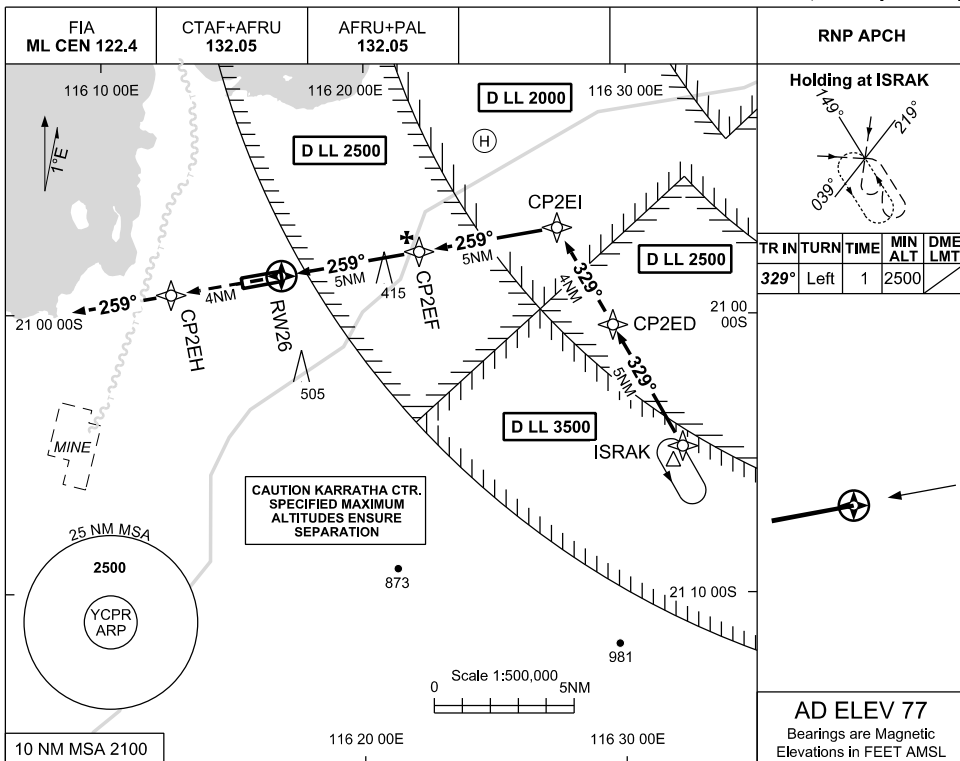 FIA
ML CEN 122.4
CTAF+AFRU
132.05
AFRU+PAL
132.05
RNP APCH
116 10 00E
116 20 00E
116 30 00E
1°E
D LL 2000
D LL 2500
H
CP2EI
259°
5NM
259°
5NM
415
CP2EF
259°
4NM
CP2EH
RW26
21 00 00S
329°
4NM
D LL 2500
CP2ED
21 00
00S
329°
5NM
505
D LL 3500
ISRAK
MINE
CAUTION KARRATHA CTR.
SPECIFIED MAXIMUM
ALTITUDES ENSURE
SEPARATION
25 NM MSA
2500
YCPR
ARP
873
21 10 00S
981
Scale 1:500,000
0
5NM
116 20 00E
116 30 00E
10 NM MSA 2100
Holding at ISRAK
149°
219°
039°
TR IN TURN TIME MIN ALT DME LMT
329° Left 1 2500
AD ELEV 77
Bearings are Magnetic
Elevations in FEET AMSL